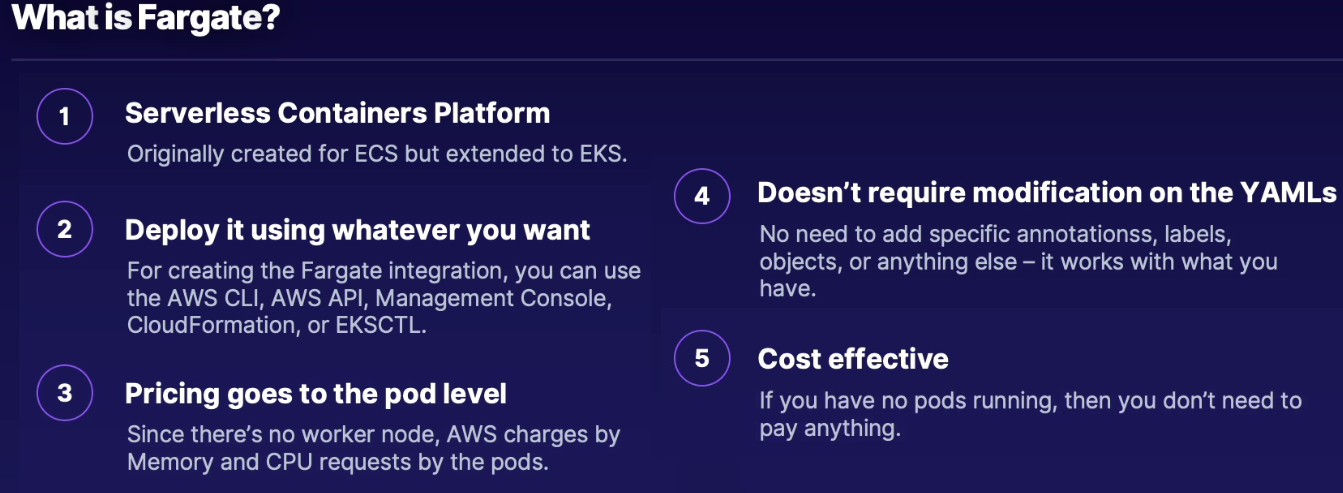 What is Fargate?
1
Serverless Containers Platform
Originally created for ECS but extended to EKS.
2
Deploy it using whatever you want
For creating the Fargate integration, you can use
the AWS CLI, AWS API, Management Console,
CloudFormation, or EKSCTL.
3
Pricing goes to the pod level
Since there’s no worker node, AWS charges by
Memory and CPU requests by the pods.
4
Doesn’t require modification on the YAMLs
No need to add specific annotationss, labels,
objects, or anything else – it works with what you
have.
5
Cost effective
If you have no pods running, then you don’t need to
pay anything.